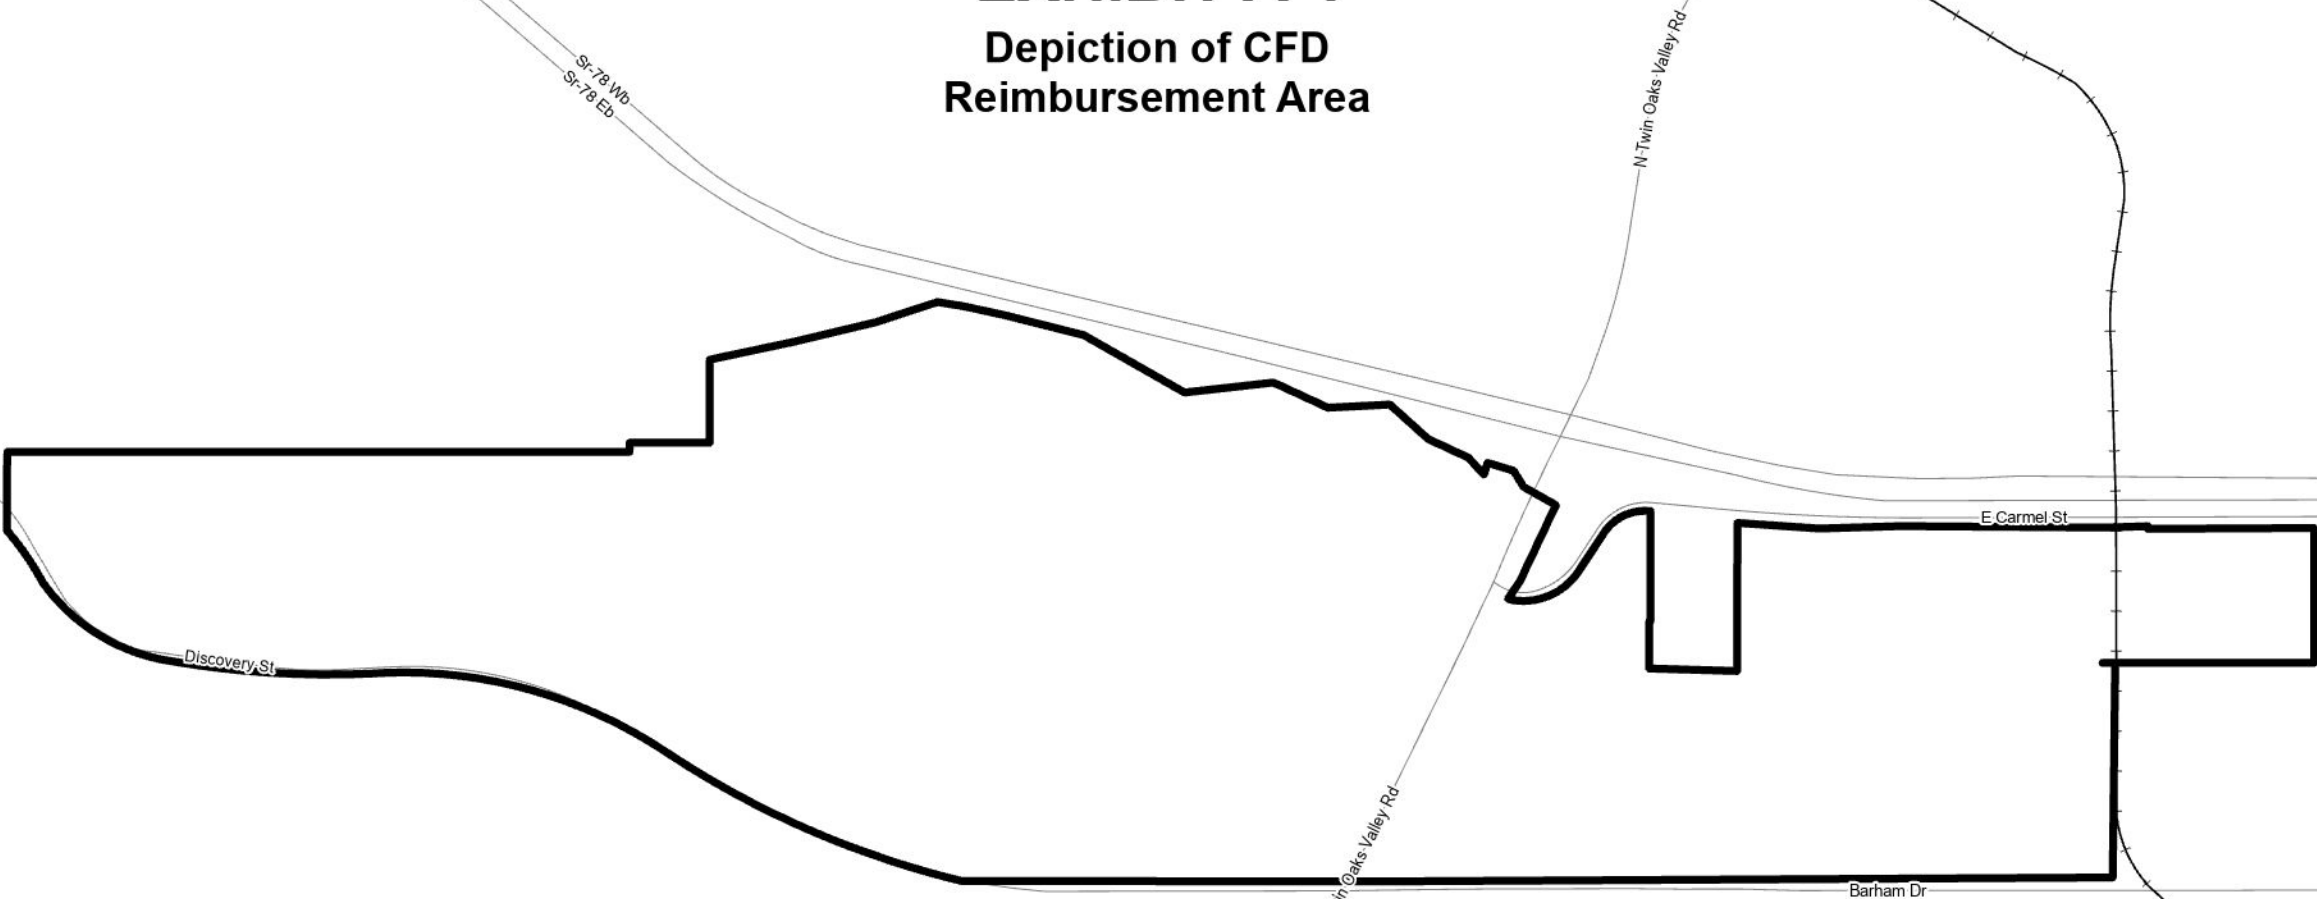 Depiction of CFD
Reimbursement Area
Sr-78 Wb
Sr-78 Eb
N Twin Oaks Valley Rd
E Carmel St
Discovery St
Oaks Valley Rd
Barham Dr